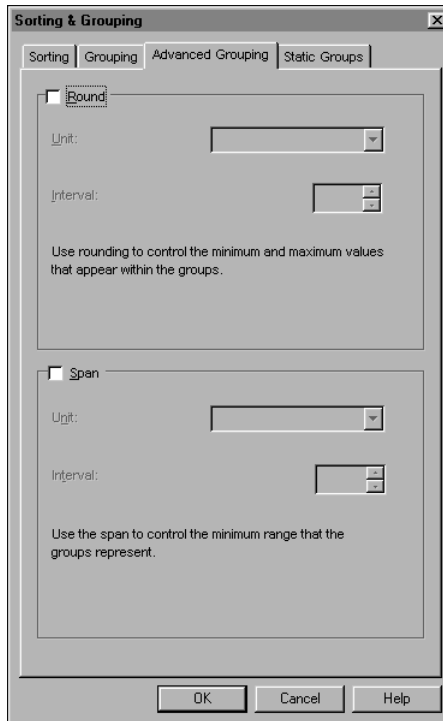 Sorting & Grouping
Sorting Grouping Advanced Grouping Static Groups
Round
Unit:
Interval:
Use rounding to control the minimum and maximum values
that appear within the groups.
Span
Unit:
Interval:
Use the span to control the minimum range that the
groups represent.
OK Cancel Help